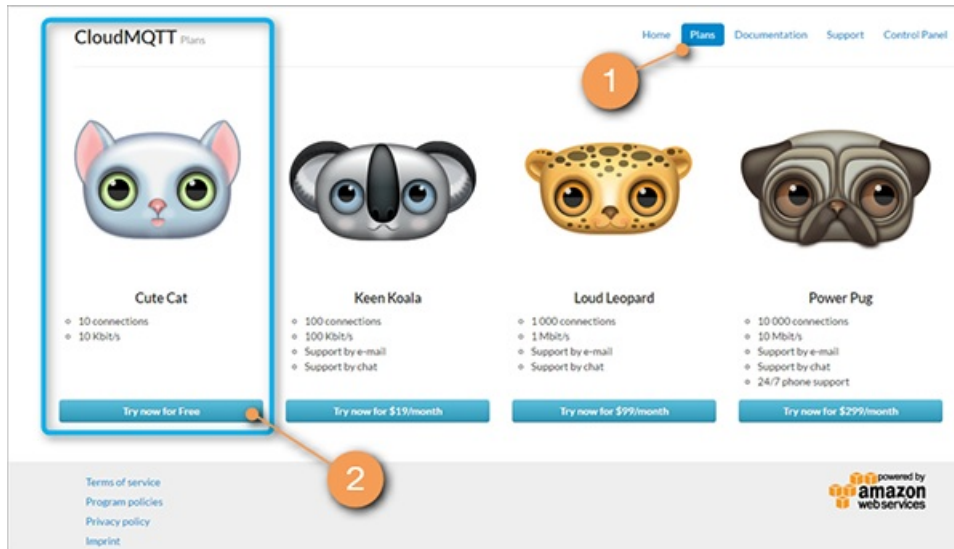 CloudMQTT Plans
Home Plans Documentation Support Control Panel
1
Cute Cat
10 connections
10 Kbit/s
Try now for Free
2
Keen Koala
100 connections
100 Kbit/s
Support by e-mail
Support by chat
Try now for $19/month
Loud Leopard
1 000 connections
1 Mbit/s
Support by e-mail
Support by chat
Try now for $99/month
Power Pug
10 000 connections
10 Mbit/s
Support by e-mail
Support by chat
24/7 phone support
Try now for $299/month
Terms of service
Program policies
Privacy policy
Imprint
powered by
amazon
web services